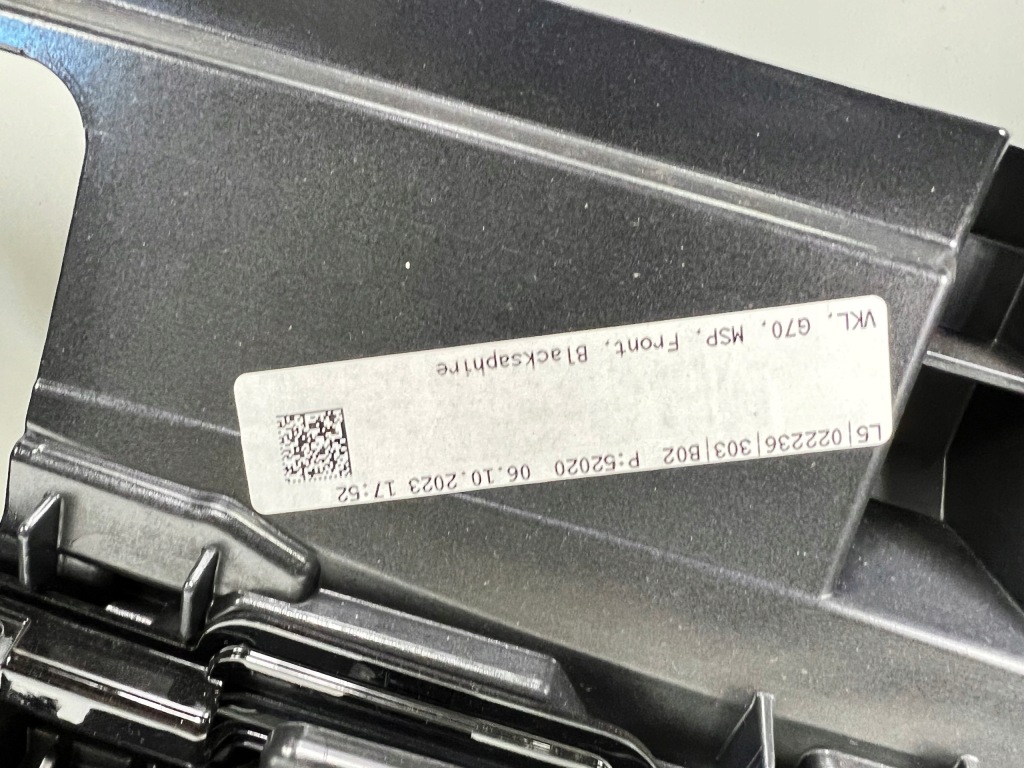 L5|022236|303|B02 P:52020 06.10.2023 17:52
VKL, G70, MSP, Front, Blacksaphire